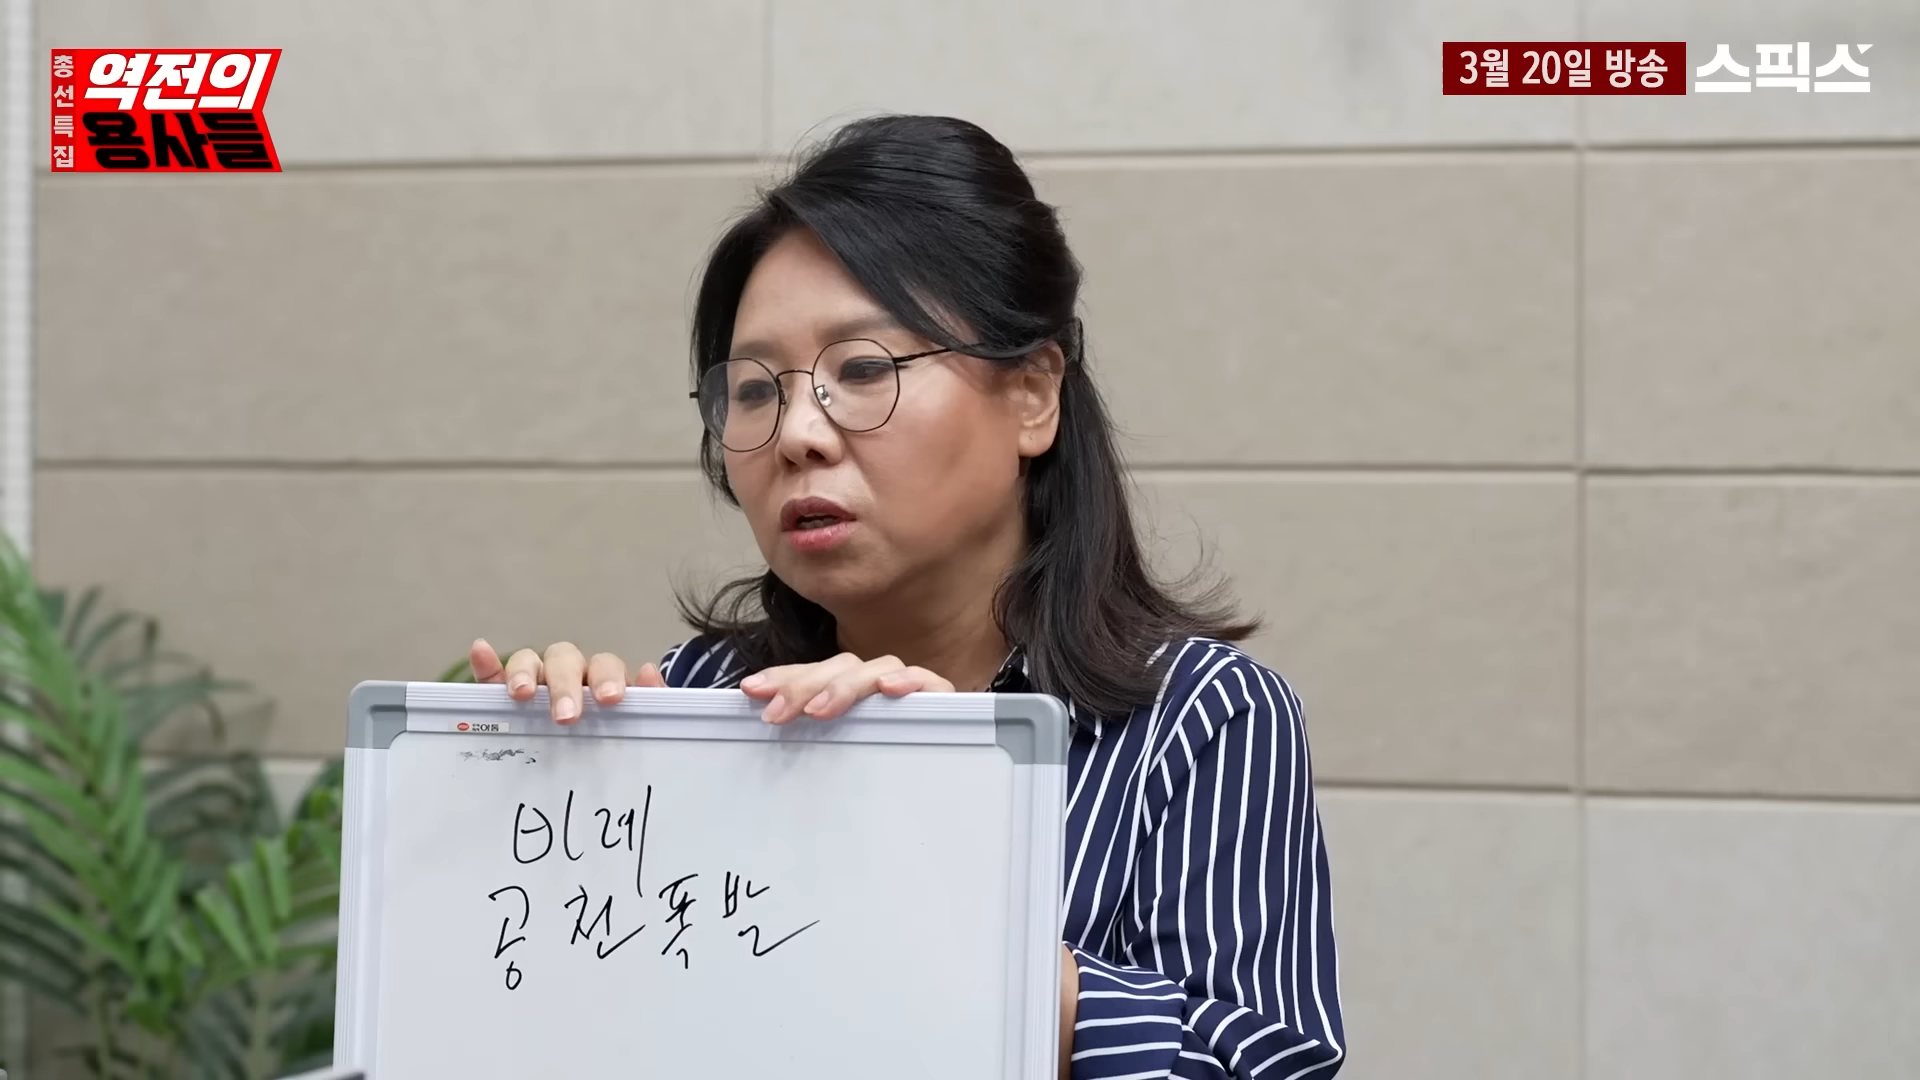 총선특집
역전의
용사들
3월 20일 방송
스픽스
비례
공천폭발